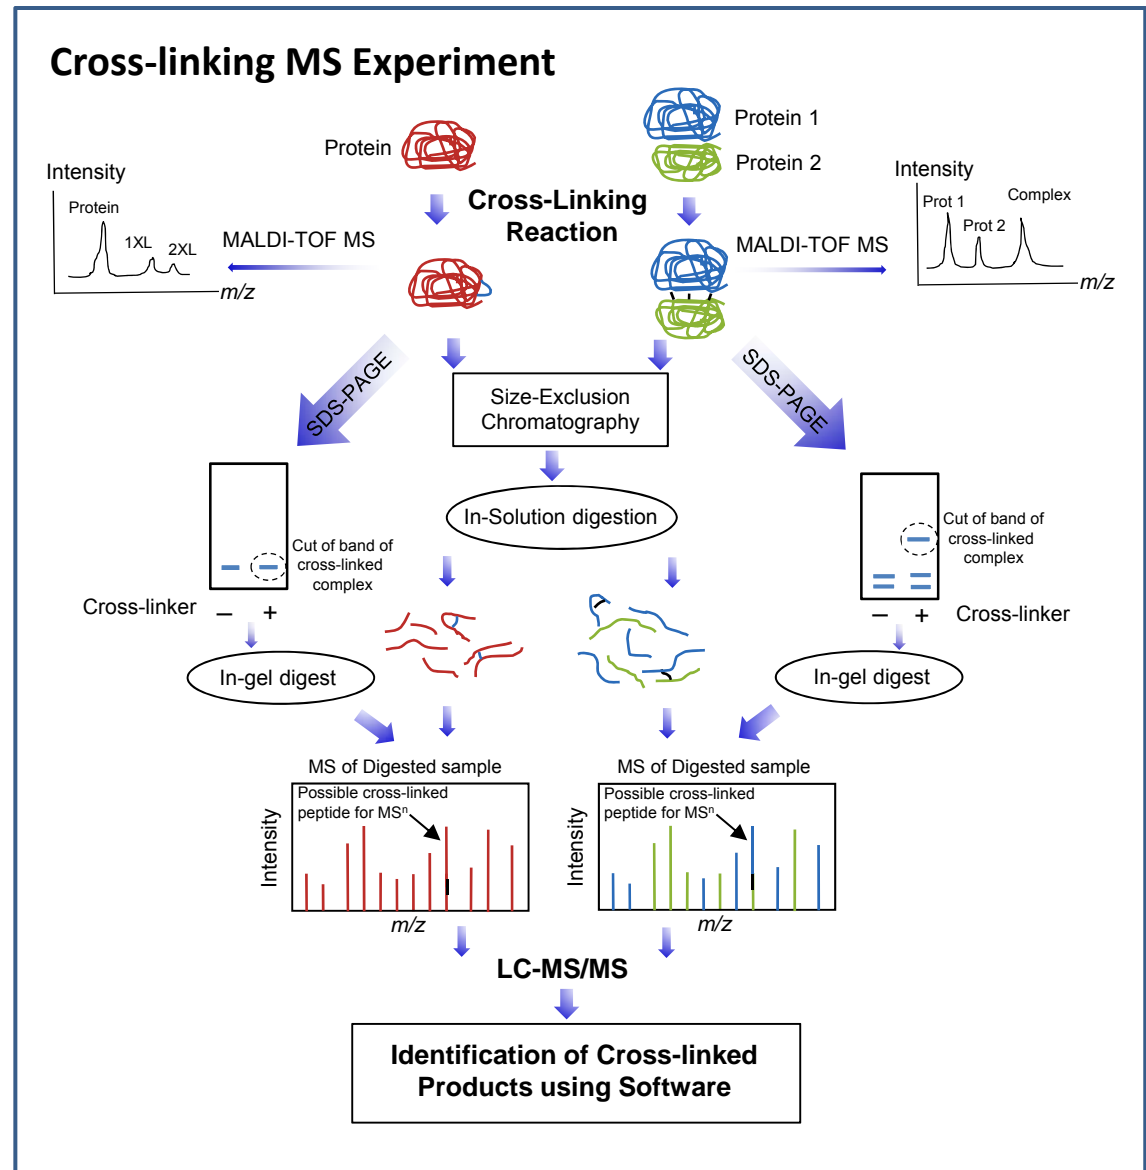 Cross-linking MS Experiment
Protein
Protein 1
Protein 2
Cross-Linking
Reaction
Intensity
Protein
1XL
2XL
m/z
MALDI-TOF MS
MALDI-TOF MS
Intensity
Prot 1
Prot 2
Complex
m/z
SDS-PAGE
SDS-PAGE
Size-Exclusion
Chromatography
In-Solution digestion
Cut of band of
cross-linked
complex
Cross-linker – +
Cut of band of
cross-linked
complex
– + Cross-linker
In-gel digest
In-gel digest
MS of Digested sample
Possible cross-linked
peptide for MSⁿ
Intensity
m/z
MS of Digested sample
Possible cross-linked
peptide for MSⁿ
Intensity
m/z
LC-MS/MS
Identification of Cross-linked
Products using Software